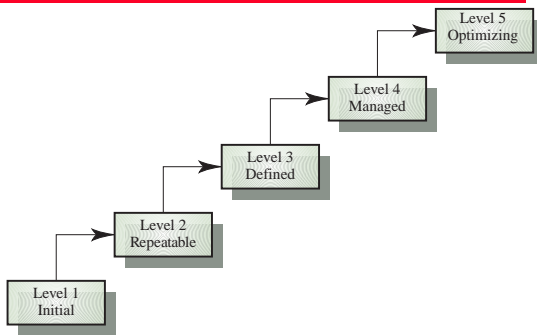 Level 5
Optimizing
Level 4
Managed
Level 3
Defined
Level 2
Repeatable
Level 1
Initial